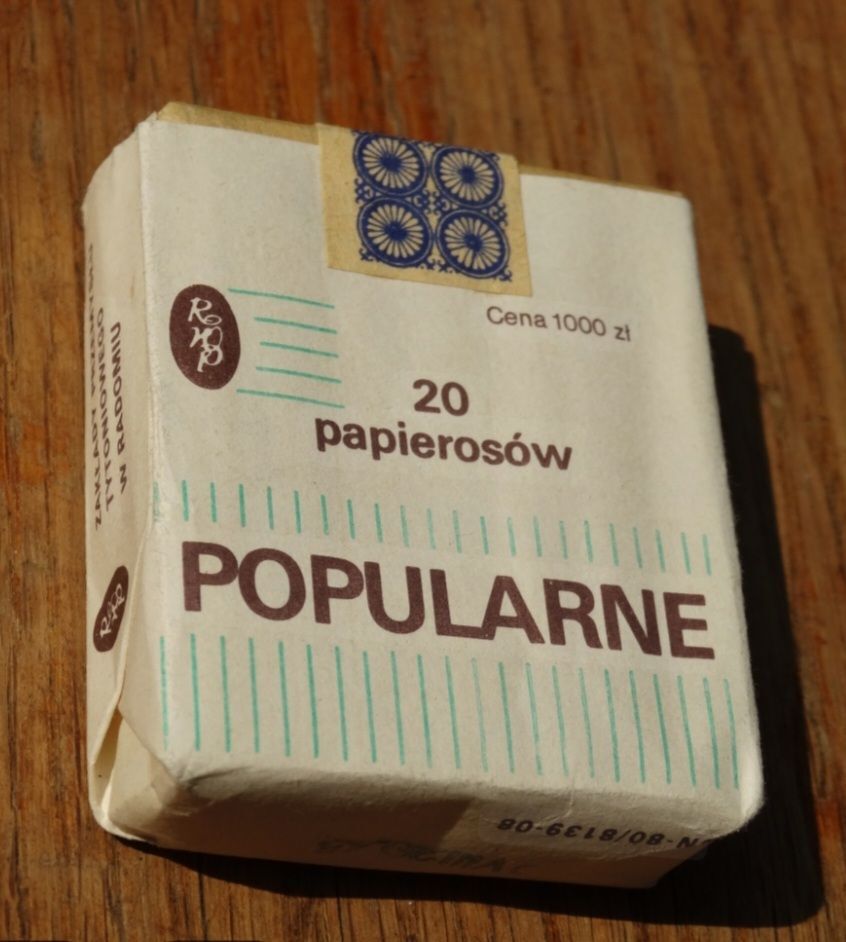 Cena 1000 zł
20
papierosów
POPULARNE
ZAKŁADY PRZEMYSŁU
TYTONIOWEGO
W RADOMIU
N-80/8139-08